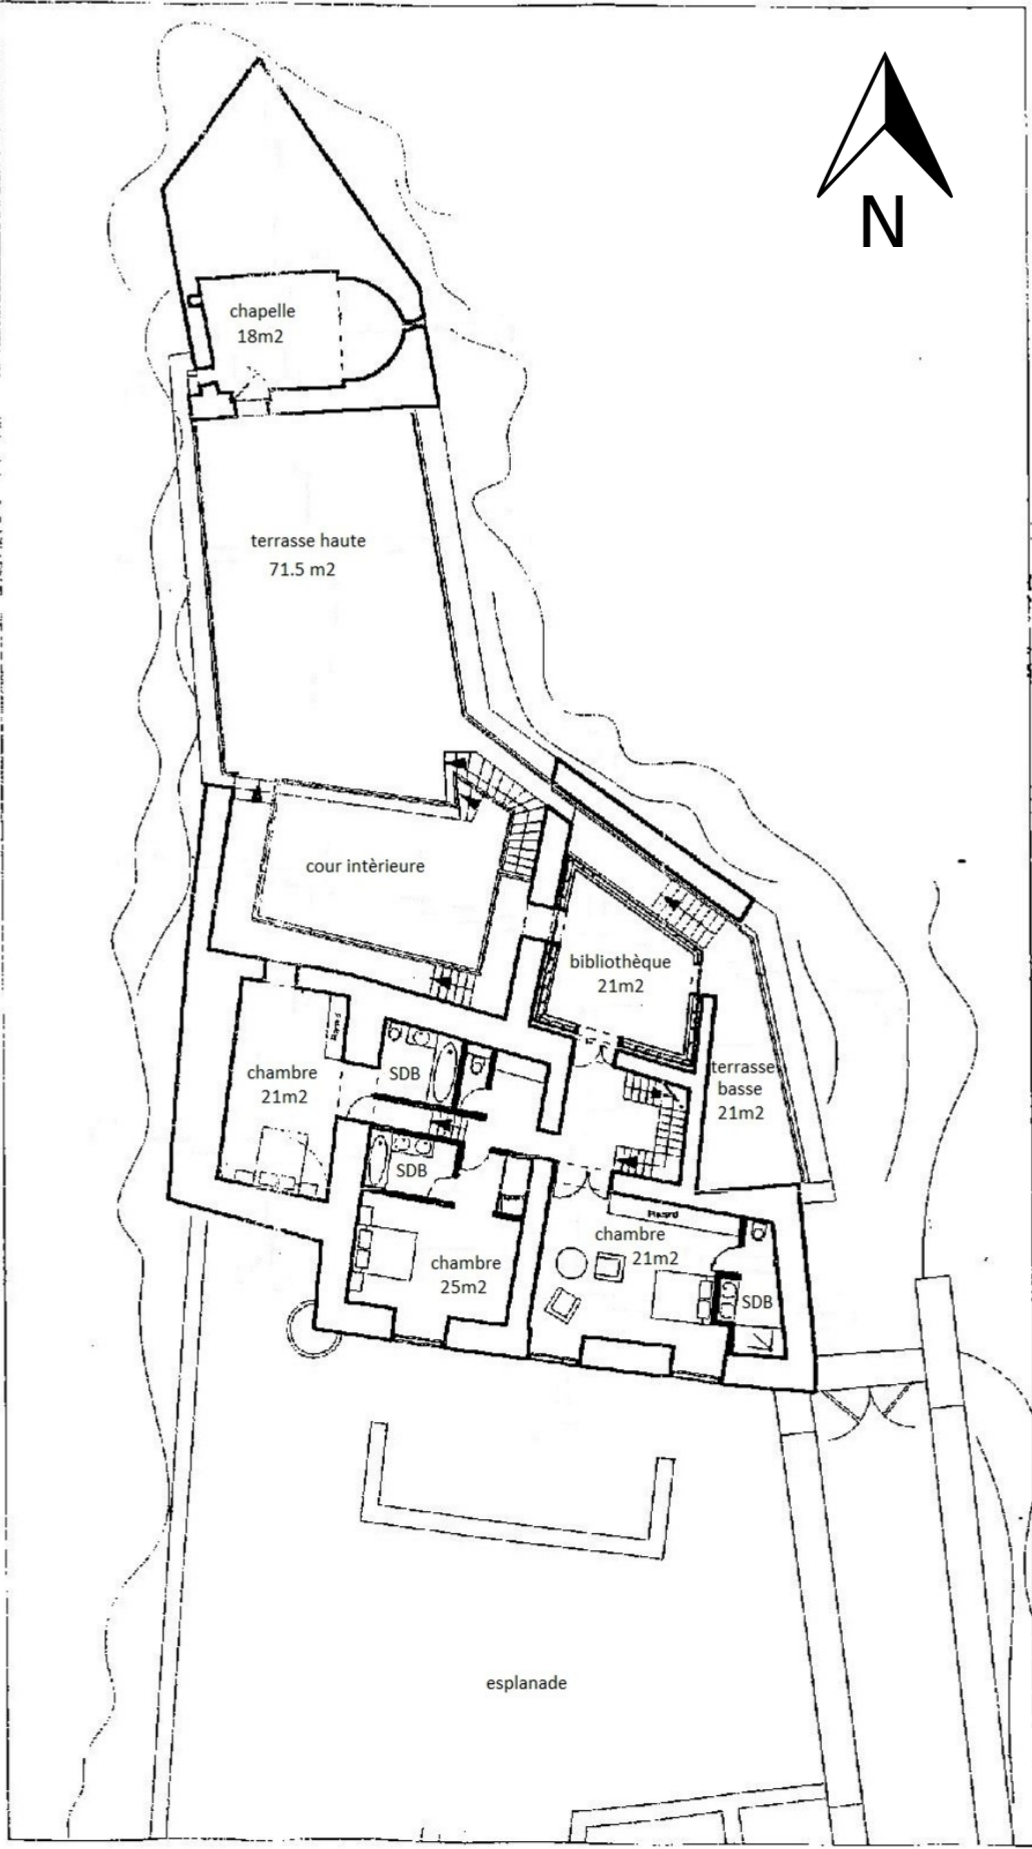 N
chapelle
18m2
terrasse haute
71.5 m2
cour intèrieure
bibliothèque
21m2
chambre
21m2
SDB
terrasse
basse
21m2
SDB
Placard
chambre
21m2
chambre
25m2
SDB
esplanade